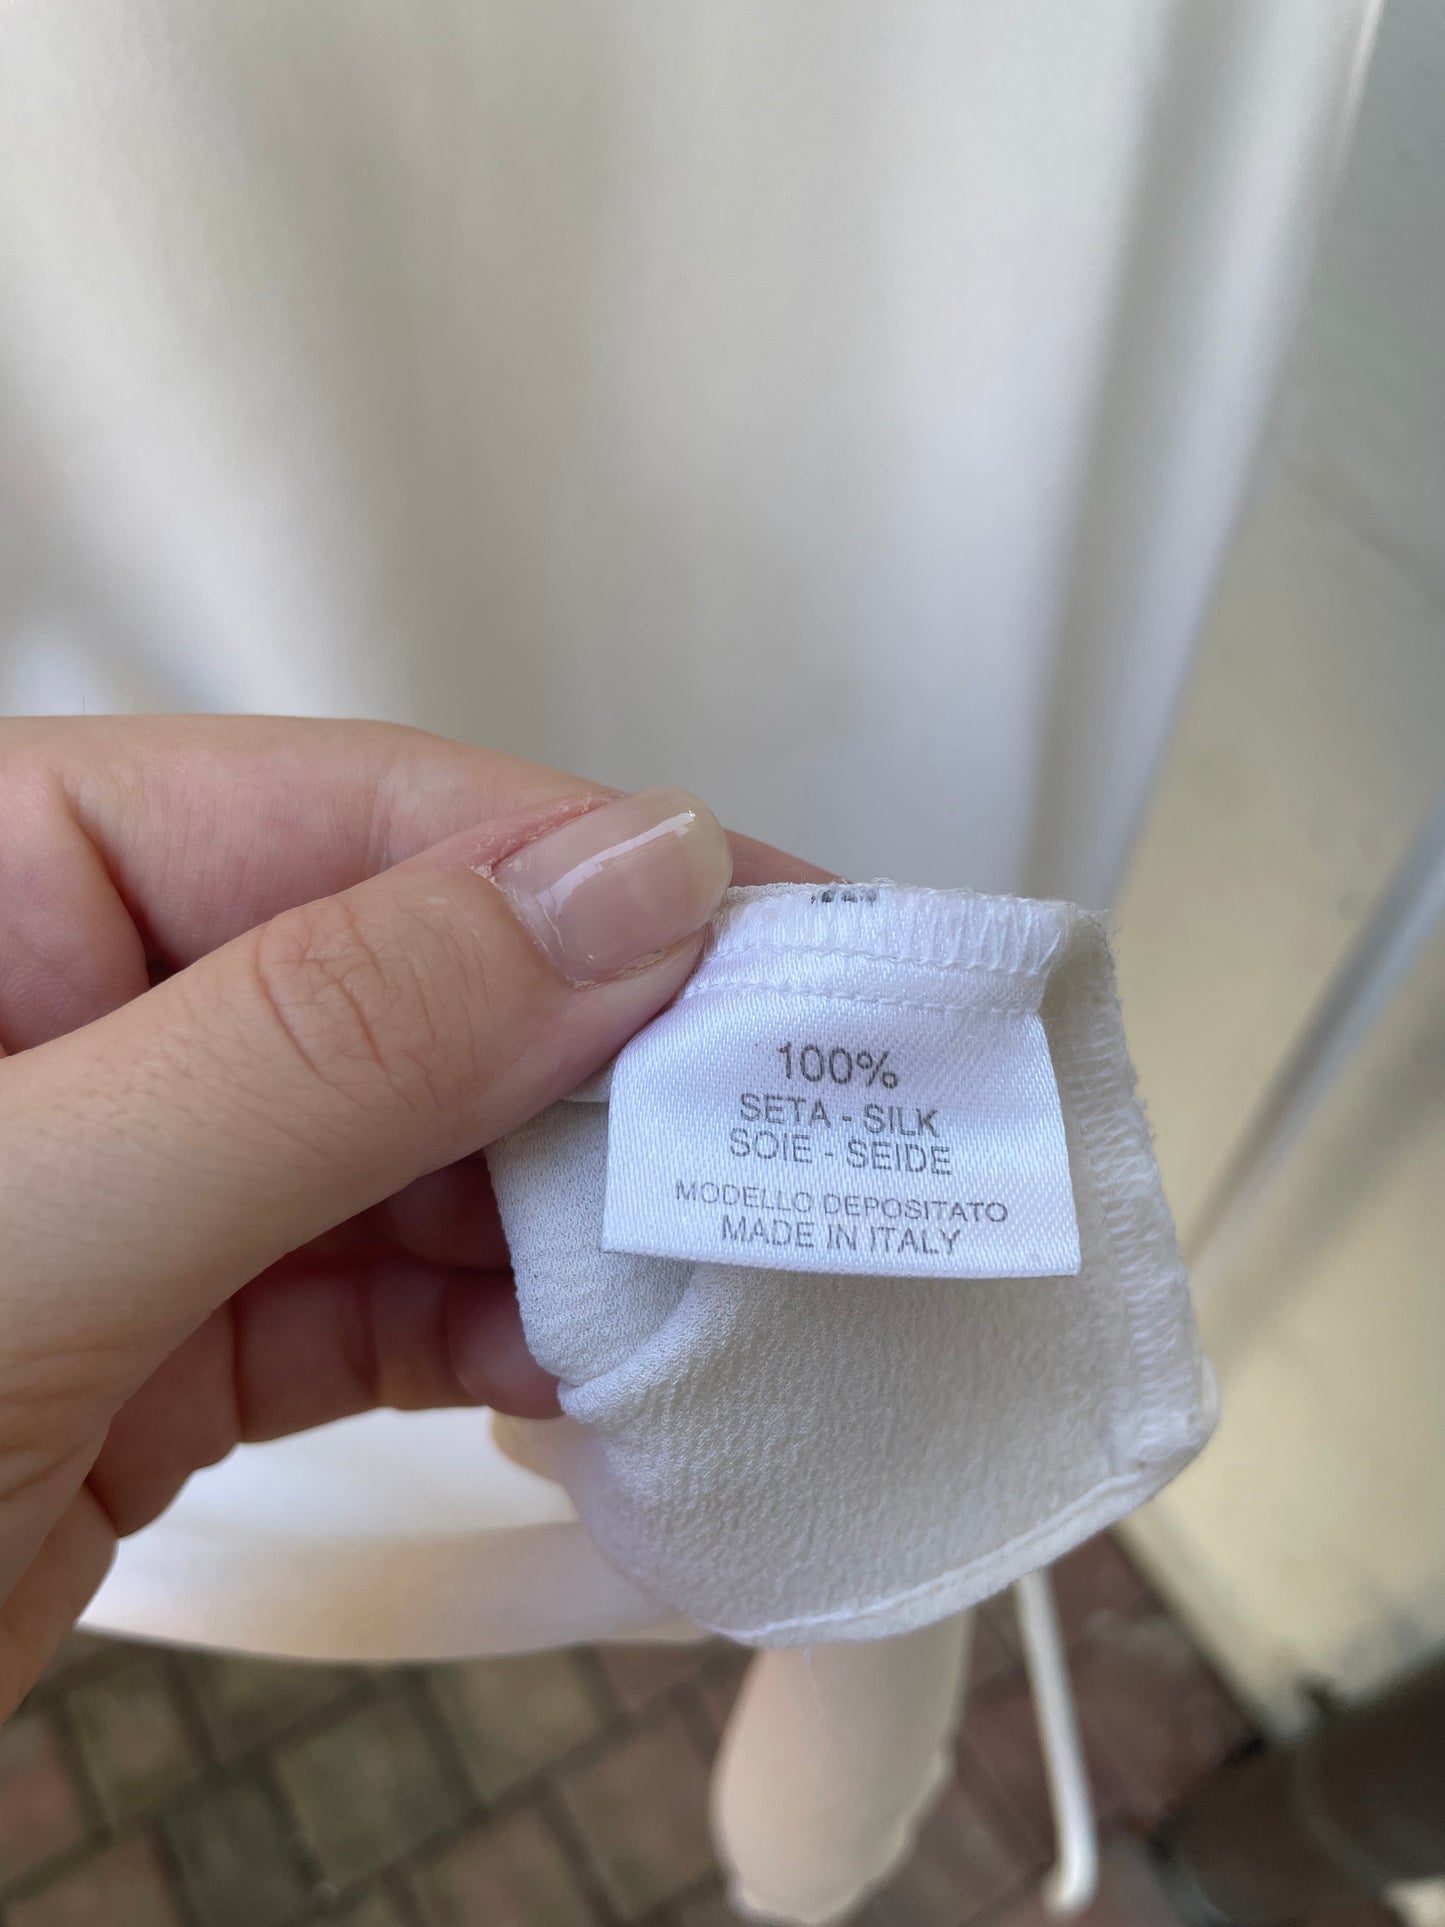 100%
SETA - SILK
SOIE - SEIDE
MODELLO DEPOSITATO
MADE IN ITALY